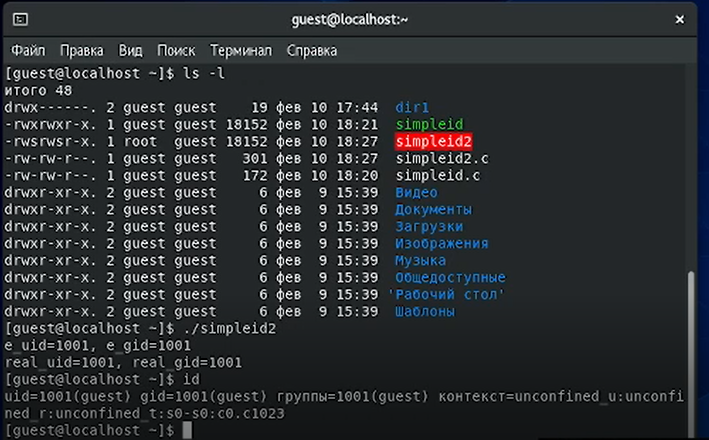 guest@localhost:~
Файл Правка Вид Поиск Терминал Справка
[guest@localhost ~]$ ls -l
итого 48
drwx------. 2 guest guest    19 фев 10 17:44  dir1
-rwxrwxr-x. 1 guest guest 18152 фев 10 18:21  simpleid
-rwsrwsr-x. 1 root  guest 18152 фев 10 18:27  simpleid2
-rw-rw-r--. 1 guest guest   301 фев 10 18:27  simpleid2.c
-rw-rw-r--. 1 guest guest   172 фев 10 18:20  simpleid.c
drwxr-xr-x. 2 guest guest     6 фев  9 15:39  Видео
drwxr-xr-x. 2 guest guest     6 фев  9 15:39  Документы
drwxr-xr-x. 2 guest guest     6 фев  9 15:39  Загрузки
drwxr-xr-x. 2 guest guest     6 фев  9 15:39  Изображения
drwxr-xr-x. 2 guest guest     6 фев  9 15:39  Музыка
drwxr-xr-x. 2 guest guest     6 фев  9 15:39  Общедоступные
drwxr-xr-x. 2 guest guest     6 фев  9 15:39 'Рабочий стол'
drwxr-xr-x. 2 guest guest     6 фев  9 15:39  Шаблоны
[guest@localhost ~]$ ./simpleid2
e_uid=1001, e_gid=1001
real_uid=1001, real_gid=1001
[guest@localhost ~]$ id
uid=1001(guest) gid=1001(guest) группы=1001(guest) контекст=unconfined_u:unconfi
ned_r:unconfined_t:s0-s0:c0.c1023
[guest@localhost ~]$